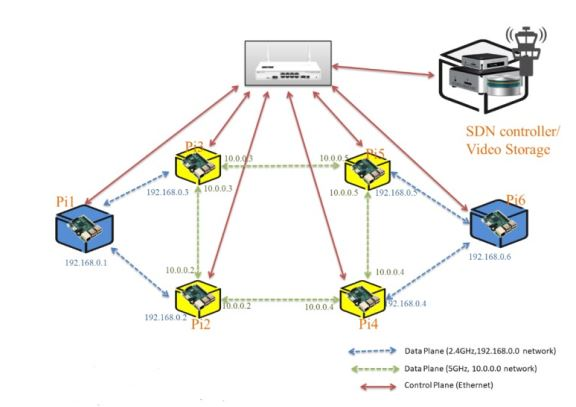 SDN controller/
Video Storage
Pi3
10.0.0.3
10.0.0.5
Pi5
192.168.0.3
10.0.0.3
10.0.0.5
192.168.0.5
Pi1
Pi6
192.168.0.1
192.168.0.6
10.0.0.2
10.0.0.4
192.168.0.2
10.0.0.2
10.0.0.4
192.168.0.4
Pi2
Pi4
Data Plane (2.4GHz,192.168.0.0 network)
Data Plane (5GHz, 10.0.0.0 network)
Control Plane (Ethernet)